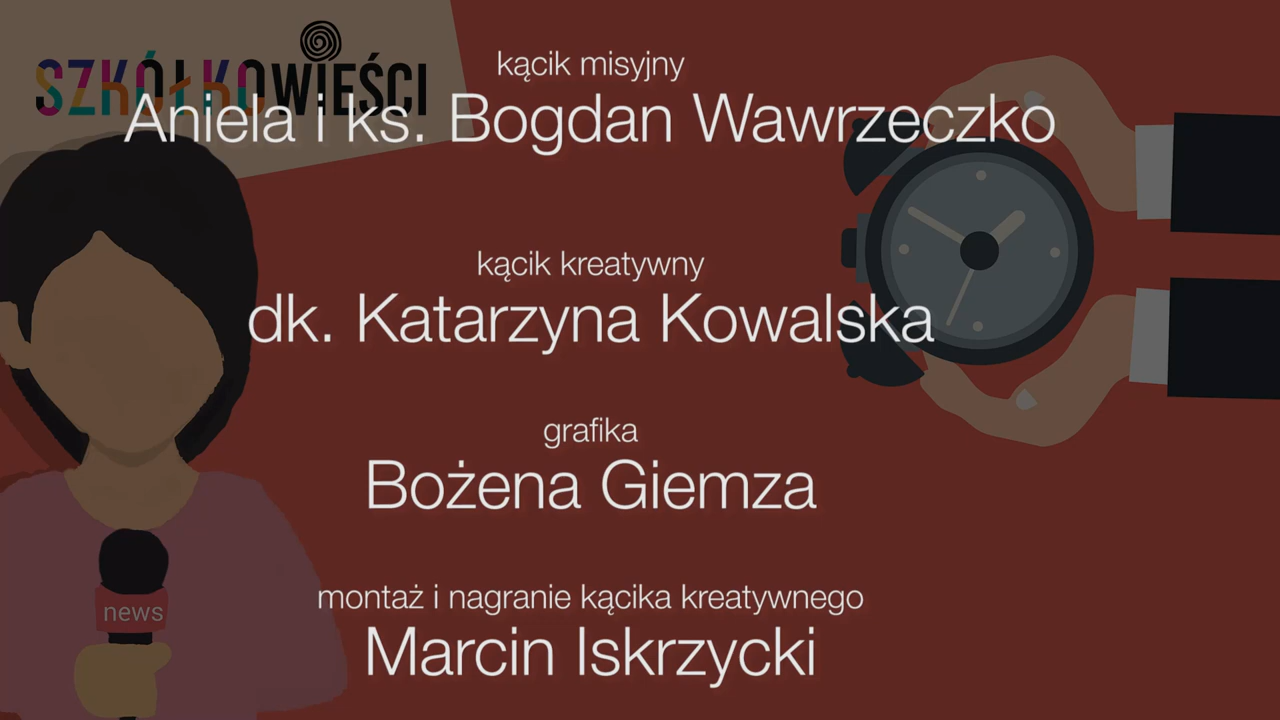 SZKÓŁKOWIEŚCI
kącik misyjny
Aniela i ks. Bogdan Wawrzeczko
kącik kreatywny
dk. Katarzyna Kowalska
grafika
Bożena Giemza
montaż i nagranie kącika kreatywnego
news
Marcin Iskrzycki